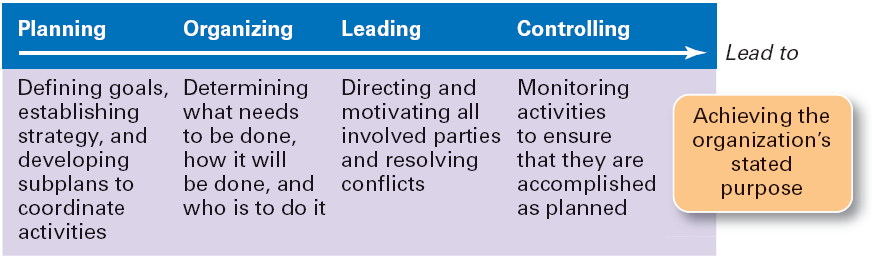 Planning
Organizing
Leading
Controlling
Lead to
Defining goals,
establishing
strategy, and
developing
subplans to
coordinate
activities
Determining
what needs
to be done,
how it will
be done, and
who is to do it
Directing and
motivating all
involved parties
and resolving
conflicts
Monitoring
activities
to ensure
that they are
accomplished
as planned
Achieving the
organization's
stated
purpose